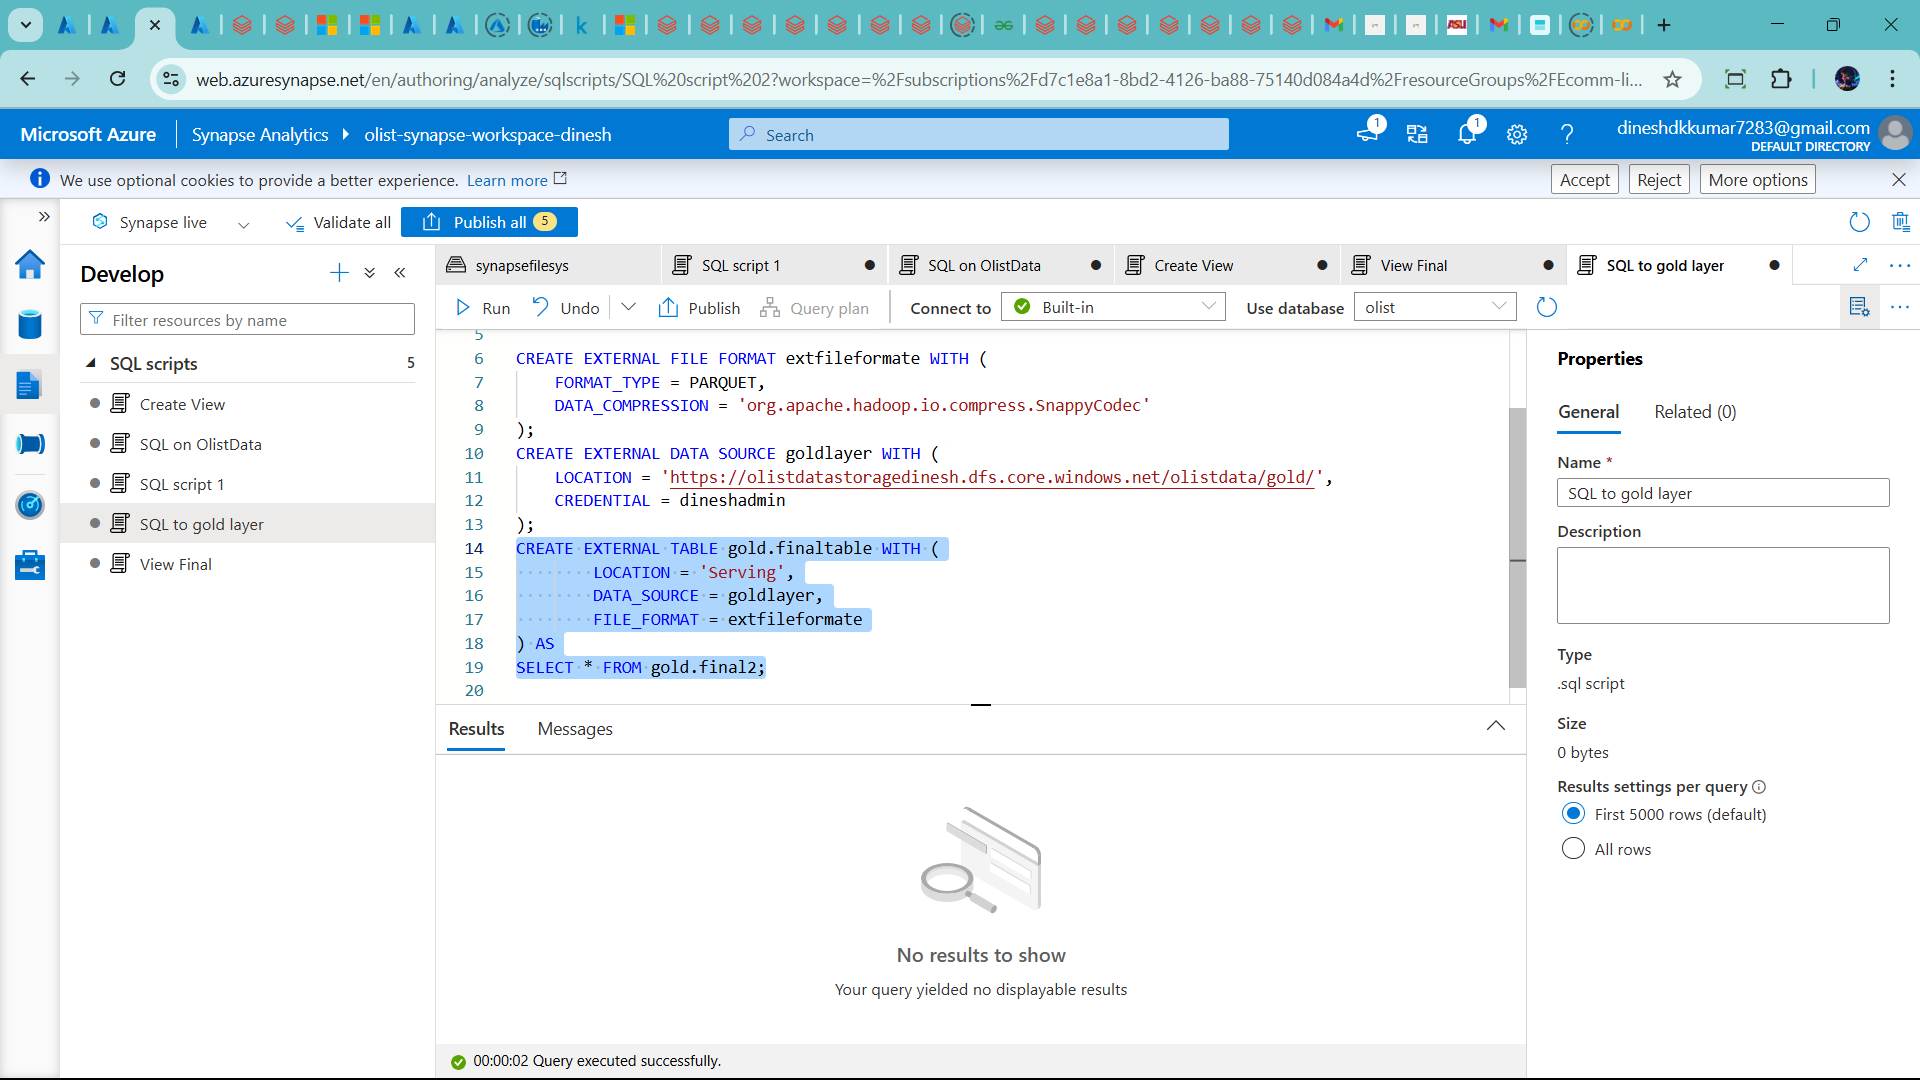 web.azuresynapse.net/en/authoring/analyze/sqlscripts/SQL%20script%202?workspace=%2Fsubscriptions%2Fd7c1e8a1-8bd2-4126-ba88-75140d084a4d%2FresourceGroups%2FEcomm-li...
Microsoft Azure
Synapse Analytics
olist-synapse-workspace-dinesh
Search
1
1
dineshdkkumar7283@gmail.com
DEFAULT DIRECTORY
We use optional cookies to provide a better experience. Learn more
Accept
Reject
More options
Synapse live
Validate all
Publish all 5
Develop
Filter resources by name
SQL scripts 5
Create View
SQL on OlistData
SQL script 1
SQL to gold layer
View Final
synapsefilesys
SQL script 1
SQL on OlistData
Create View
View Final
SQL to gold layer
Run
Undo
Publish
Query plan
Connect to
Built-in
Use database
olist
5
6 CREATE EXTERNAL FILE FORMAT extfileformate WITH (
7 FORMAT_TYPE = PARQUET,
8 DATA_COMPRESSION = 'org.apache.hadoop.io.compress.SnappyCodec'
9 );
10 CREATE EXTERNAL DATA SOURCE goldlayer WITH (
11 LOCATION = 'https://olistdatastoragedinesh.dfs.core.windows.net/olistdata/gold/',
12 CREDENTIAL = dineshadmin
13 );
14 CREATE EXTERNAL TABLE gold.finaltable WITH (
15 LOCATION = 'Serving',
16 DATA_SOURCE = goldlayer,
17 FILE_FORMAT = extfileformate
18 ) AS
19 SELECT * FROM gold.final2;
20
Results
Messages
No results to show
Your query yielded no displayable results
00:00:02 Query executed successfully.
Properties
General
Related (0)
Name *
SQL to gold layer
Description
Type
.sql script
Size
0 bytes
Results settings per query
First 5000 rows (default)
All rows